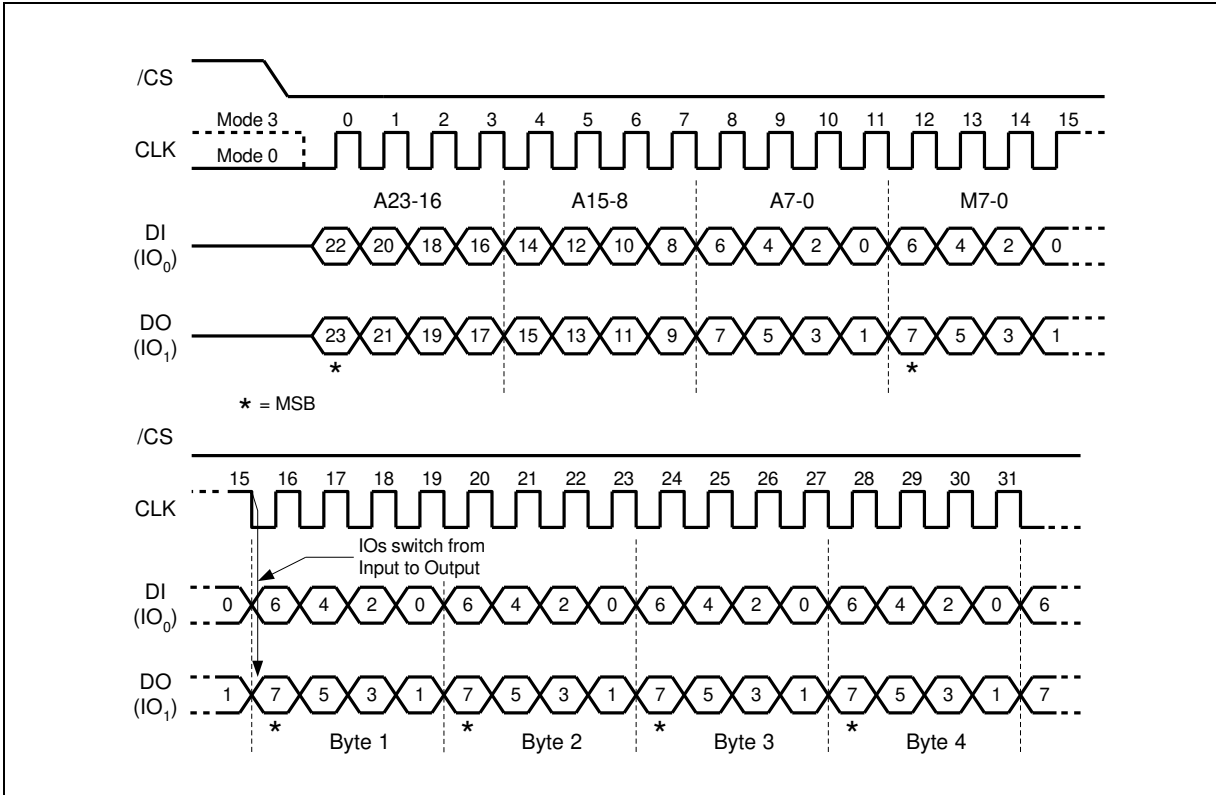 /CS
Mode 3 0 1 2 3 4 5 6 7 8 9 10 11 12 13 14 15
CLK
Mode 0
A23-16 A15-8 A7-0 M7-0
DI
(IO0)
22 20 18 16 14 12 10 8 6 4 2 0 6 4 2 0
DO
(IO1)
23 21 19 17 15 13 11 9 7 5 3 1 7 5 3 1
* *
* = MSB
/CS
15 16 17 18 19 20 21 22 23 24 25 26 27 28 29 30 31
CLK
IOs switch from
Input to Output
DI
(IO0)
0 6 4 2 0 6 4 2 0 6 4 2 0 6 4 2 0 6
DO
(IO1)
1 7 5 3 1 7 5 3 1 7 5 3 1 7 5 3 1 7
* * * *
Byte 1 Byte 2 Byte 3 Byte 4